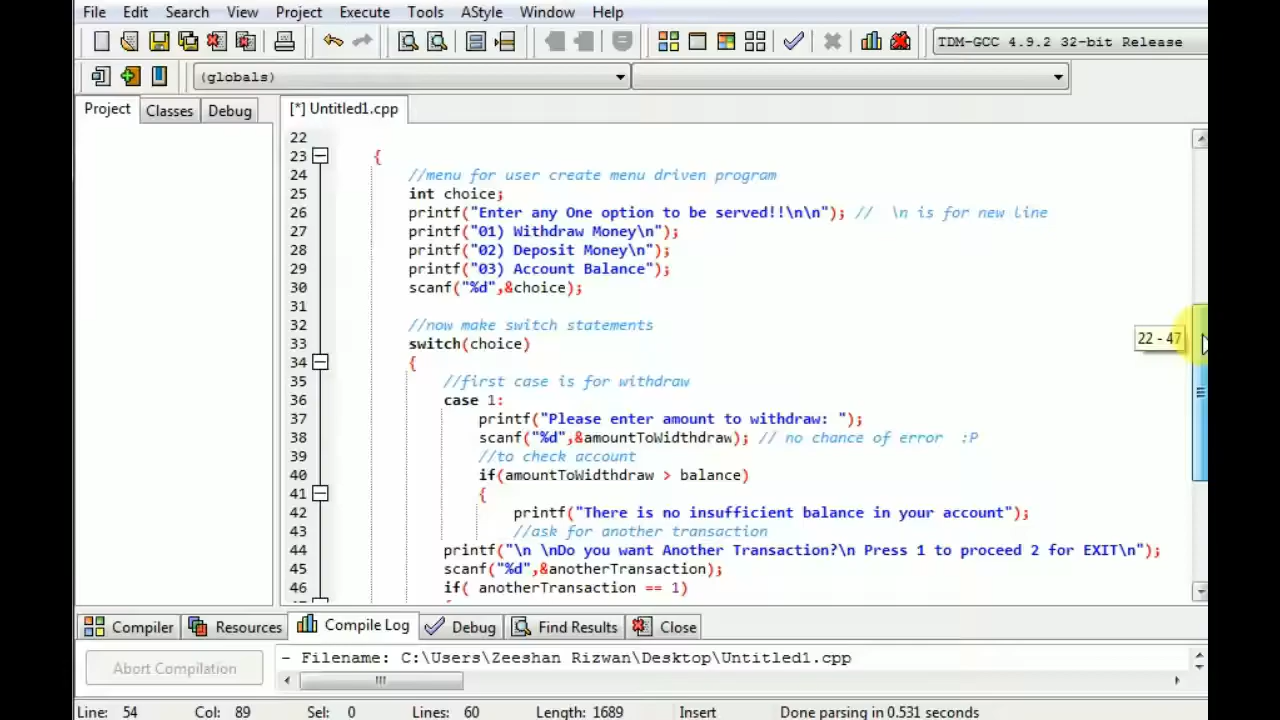 File Edit Search View Project Execute Tools AStyle Window Help
TDM-GCC 4.9.2 32-bit Release
(globals)
Project Classes Debug [*] Untitled1.cpp
22
23 {
24 //menu for user create menu driven program
25 int choice;
26 printf("Enter any One option to be served!!\n\n"); // \n is for new line
27 printf("01) Withdraw Money\n");
28 printf("02) Deposit Money\n");
29 printf("03) Account Balance");
30 scanf("%d",&choice);
31
32 //now make switch statements
33 switch(choice)
34 {
35 //first case is for withdraw
36 case 1:
37 printf("Please enter amount to withdraw: ");
38 scanf("%d",&amountToWidthdraw); // no chance of error :P
39 //to check account
40 if(amountToWidthdraw > balance)
41 {
42 printf("There is no insufficient balance in your account");
43 //ask for another transaction
44 printf("\n \nDo you want Another Transaction?\n Press 1 to proceed 2 for EXIT\n");
45 scanf("%d",&anotherTransaction);
46 if( anotherTransaction == 1)
22 - 47
Compiler Resources Compile Log Debug Find Results Close
Abort Compilation
- Filename: C:\Users\Zeeshan Rizwan\Desktop\Untitled1.cpp
Line: 54 Col: 89 Sel: 0 Lines: 60 Length: 1689 Insert Done parsing in 0.531 seconds